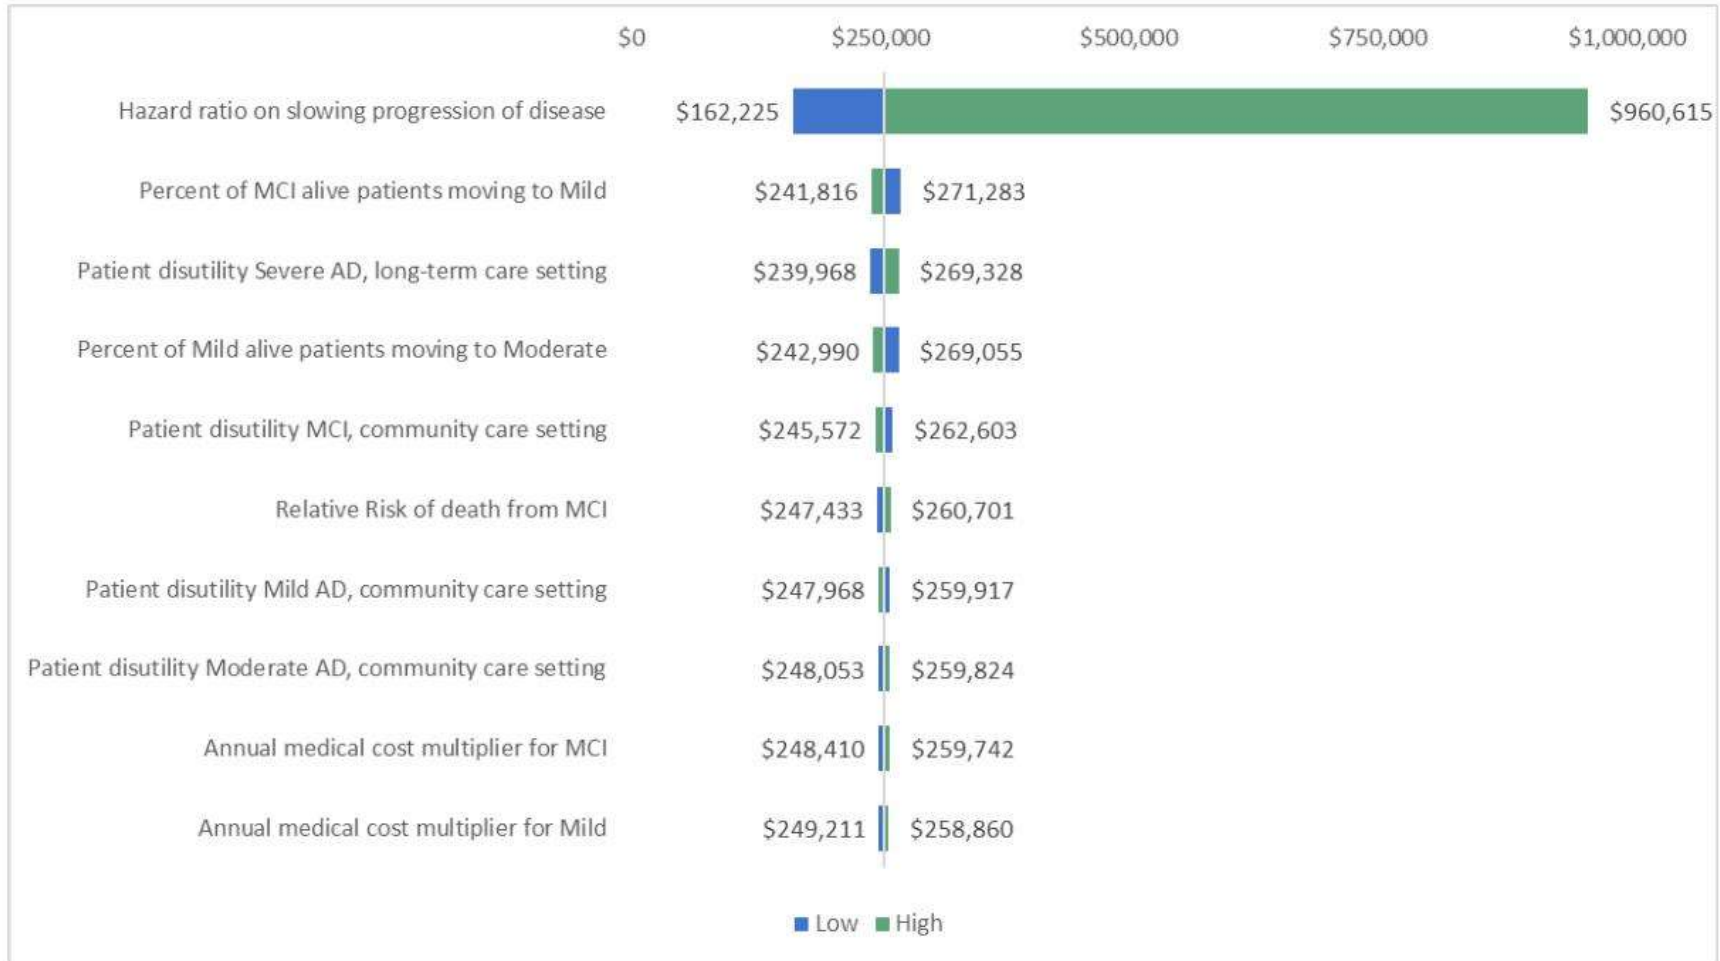 $0 $250,000 $500,000 $750,000 $1,000,000
Hazard ratio on slowing progression of disease $162,225 $960,615
Percent of MCI alive patients moving to Mild $241,816 $271,283
Patient disutility Severe AD, long-term care setting $239,968 $269,328
Percent of Mild alive patients moving to Moderate $242,990 $269,055
Patient disutility MCI, community care setting $245,572 $262,603
Relative Risk of death from MCI $247,433 $260,701
Patient disutility Mild AD, community care setting $247,968 $259,917
Patient disutility Moderate AD, community care setting $248,053 $259,824
Annual medical cost multiplier for MCI $248,410 $259,742
Annual medical cost multiplier for Mild $249,211 $258,860
Low High